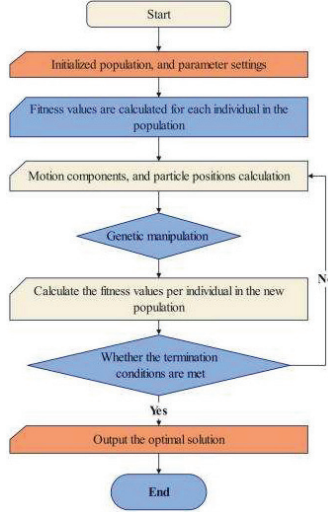 Start
Initialized population, and parameter settings
Fitness values are calculated for each individual in the
population
Motion components, and particle positions calculation
Genetic manipulation
Calculate the fitness values per individual in the new
population
Whether the termination
conditions are met
Yes
Output the optimal solution
End